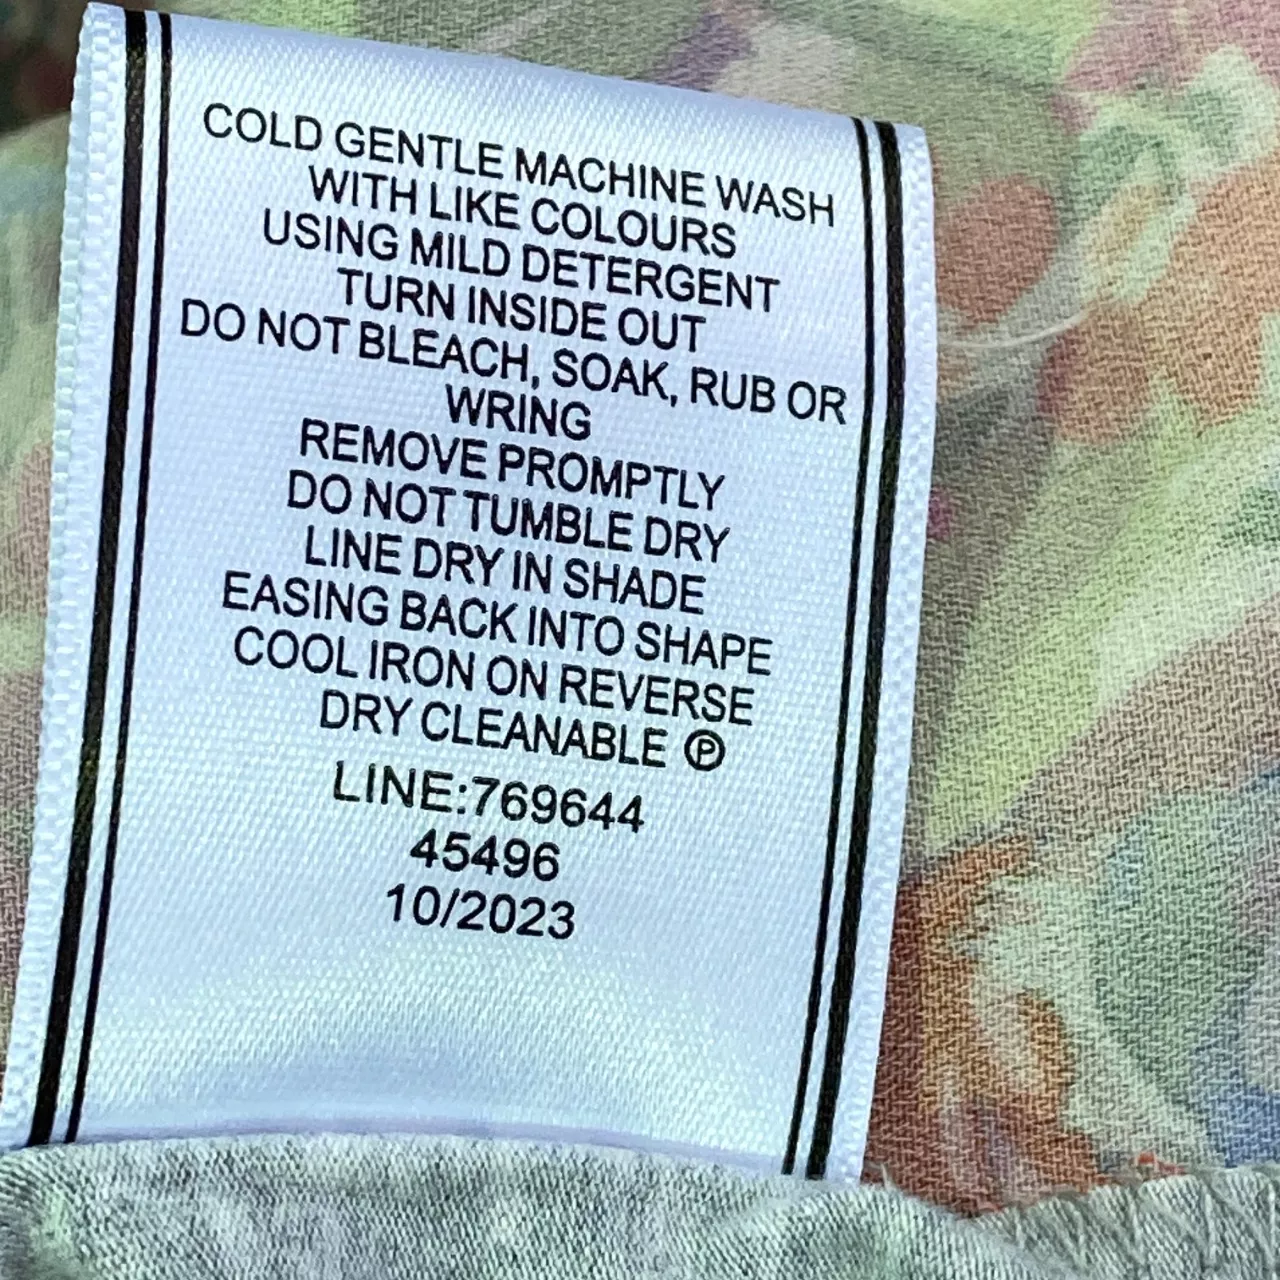 COLD GENTLE MACHINE WASH
WITH LIKE COLOURS
USING MILD DETERGENT
TURN INSIDE OUT
DO NOT BLEACH, SOAK, RUB OR
WRING
REMOVE PROMPTLY
DO NOT TUMBLE DRY
LINE DRY IN SHADE
EASING BACK INTO SHAPE
COOL IRON ON REVERSE
DRY CLEANABLE Ⓟ
LINE:769644
45496
10/2023